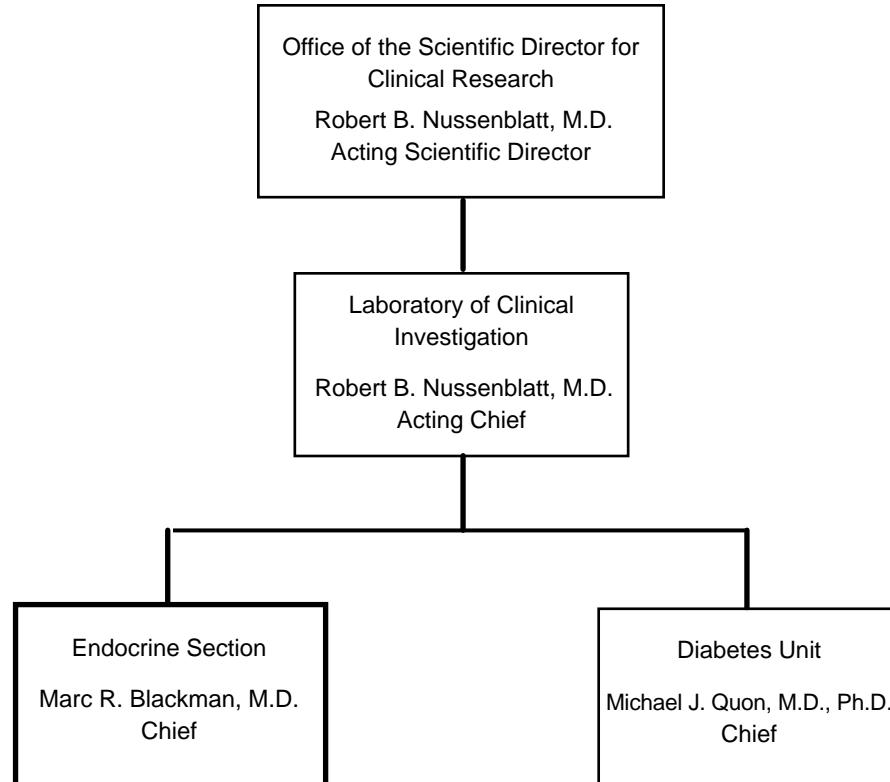 Office of the Scientific Director for
Clinical Research
Robert B. Nussenblatt, M.D.
Acting Scientific Director
Laboratory of Clinical
Investigation
Robert B. Nussenblatt, M.D.
Acting Chief
Endocrine Section
Marc R. Blackman, M.D.
Chief
Diabetes Unit
Michael J. Quon, M.D., Ph.D.
Chief